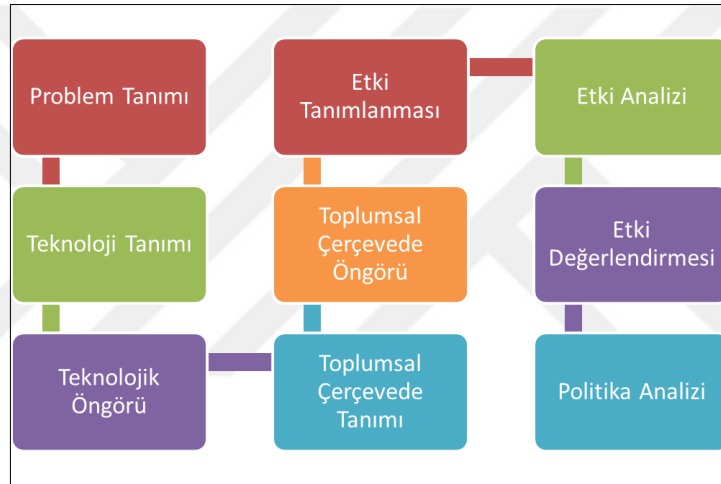 Problem Tanımı
Teknoloji Tanımı
Teknolojik
Öngörü
Toplumsal
Çerçevede
Tanımı
Toplumsal
Çerçevede
Öngörü
Etki
Tanımlanması
Etki Analizi
Etki
Değerlendirmesi
Politika Analizi